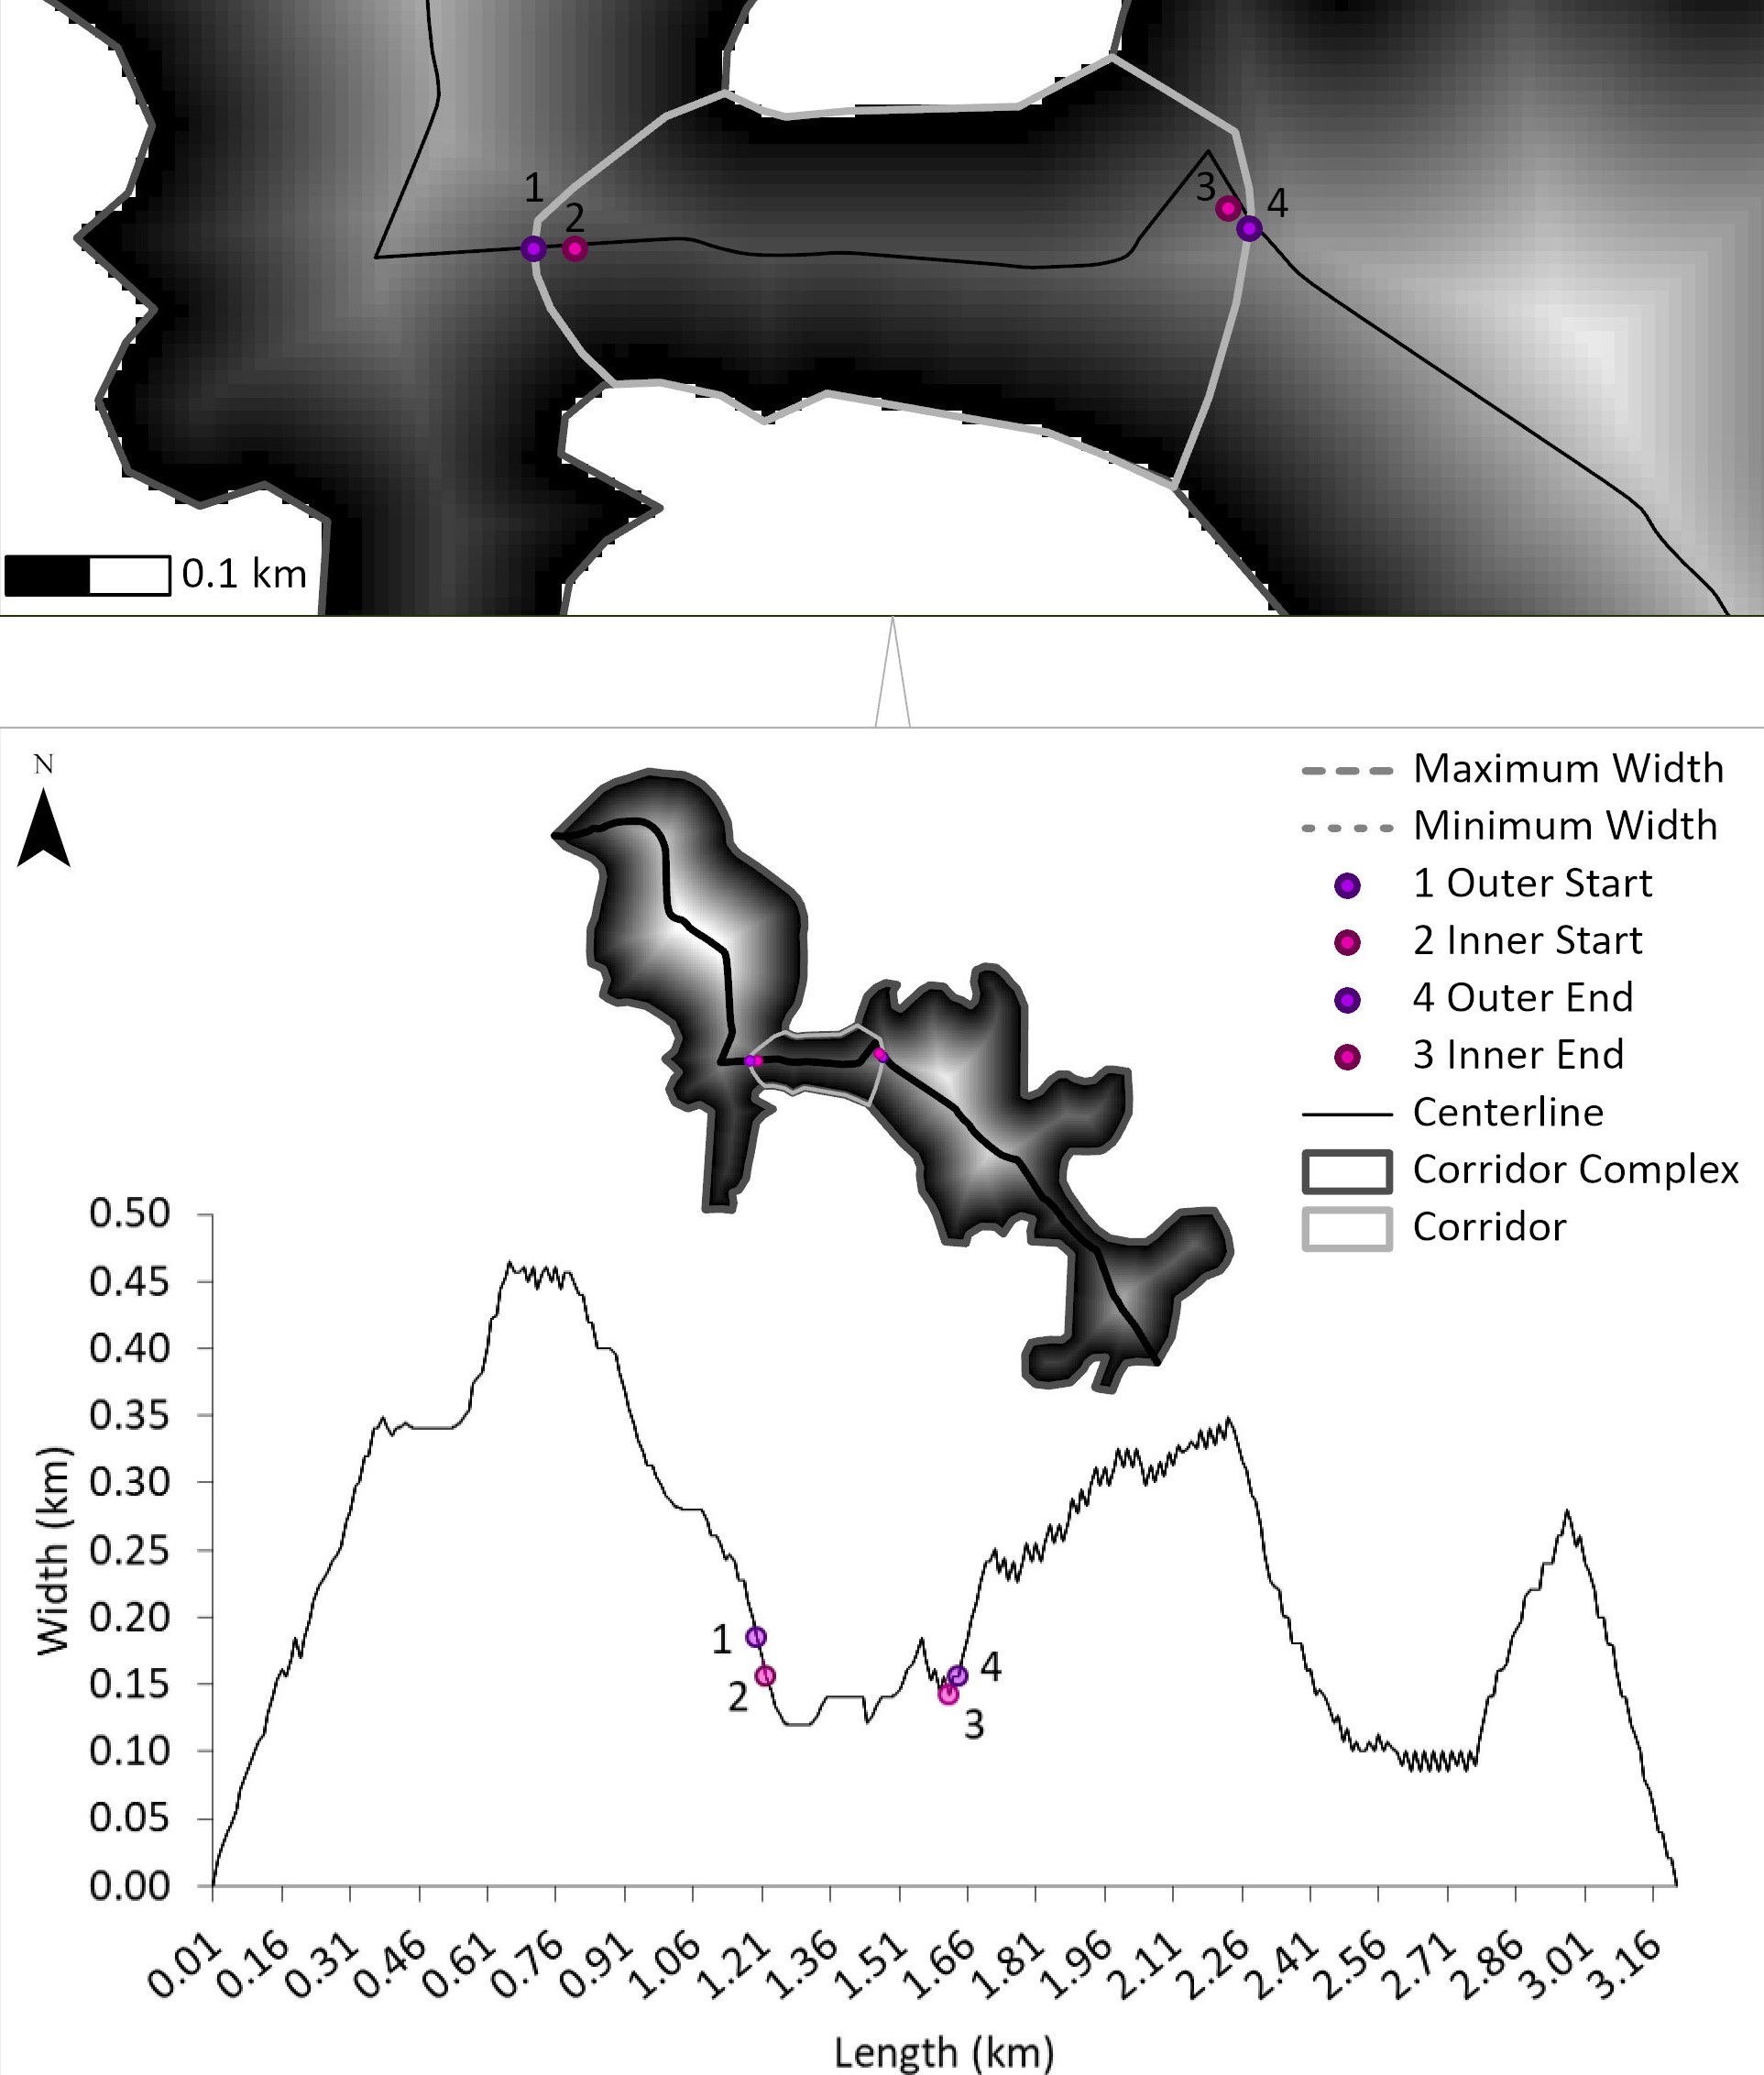 1
2
3
4
0.1 km
N
Maximum Width
Minimum Width
1 Outer Start
2 Inner Start
4 Outer End
3 Inner End
Centerline
Corridor Complex
Corridor
0.50
0.45
0.40
0.35
0.30
0.25
0.20
0.15
0.10
0.05
0.00
Width (km)
1
2
4
3
0.01 0.16 0.31 0.46 0.61 0.76 0.91 1.06 1.21 1.36 1.51 1.66 1.81 1.96 2.11 2.26 2.41 2.56 2.71 2.86 3.01 3.16
Length (km)